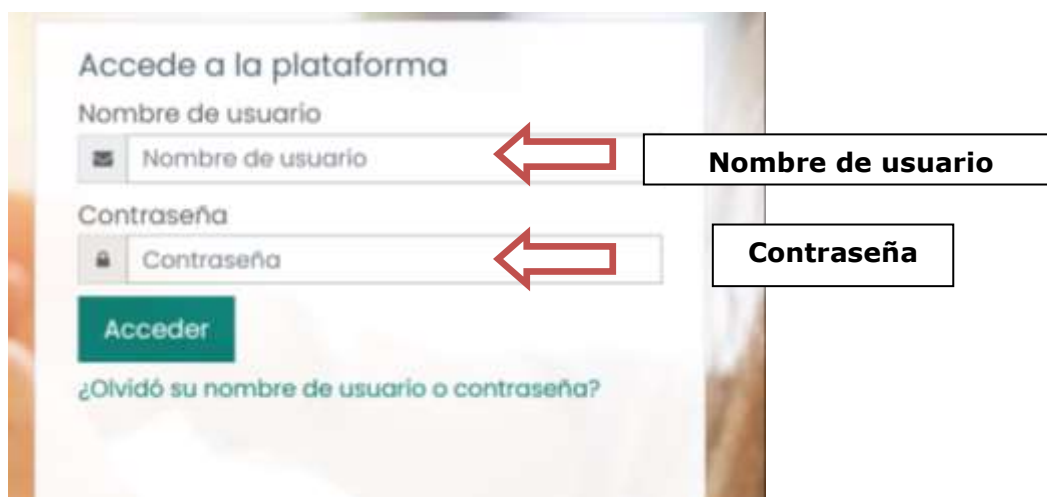 Accede a la plataforma
Nombre de usuario
Nombre de usuario
Nombre de usuario
Contraseña
Contraseña
Contraseña
Acceder
¿Olvidó su nombre de usuario o contraseña?